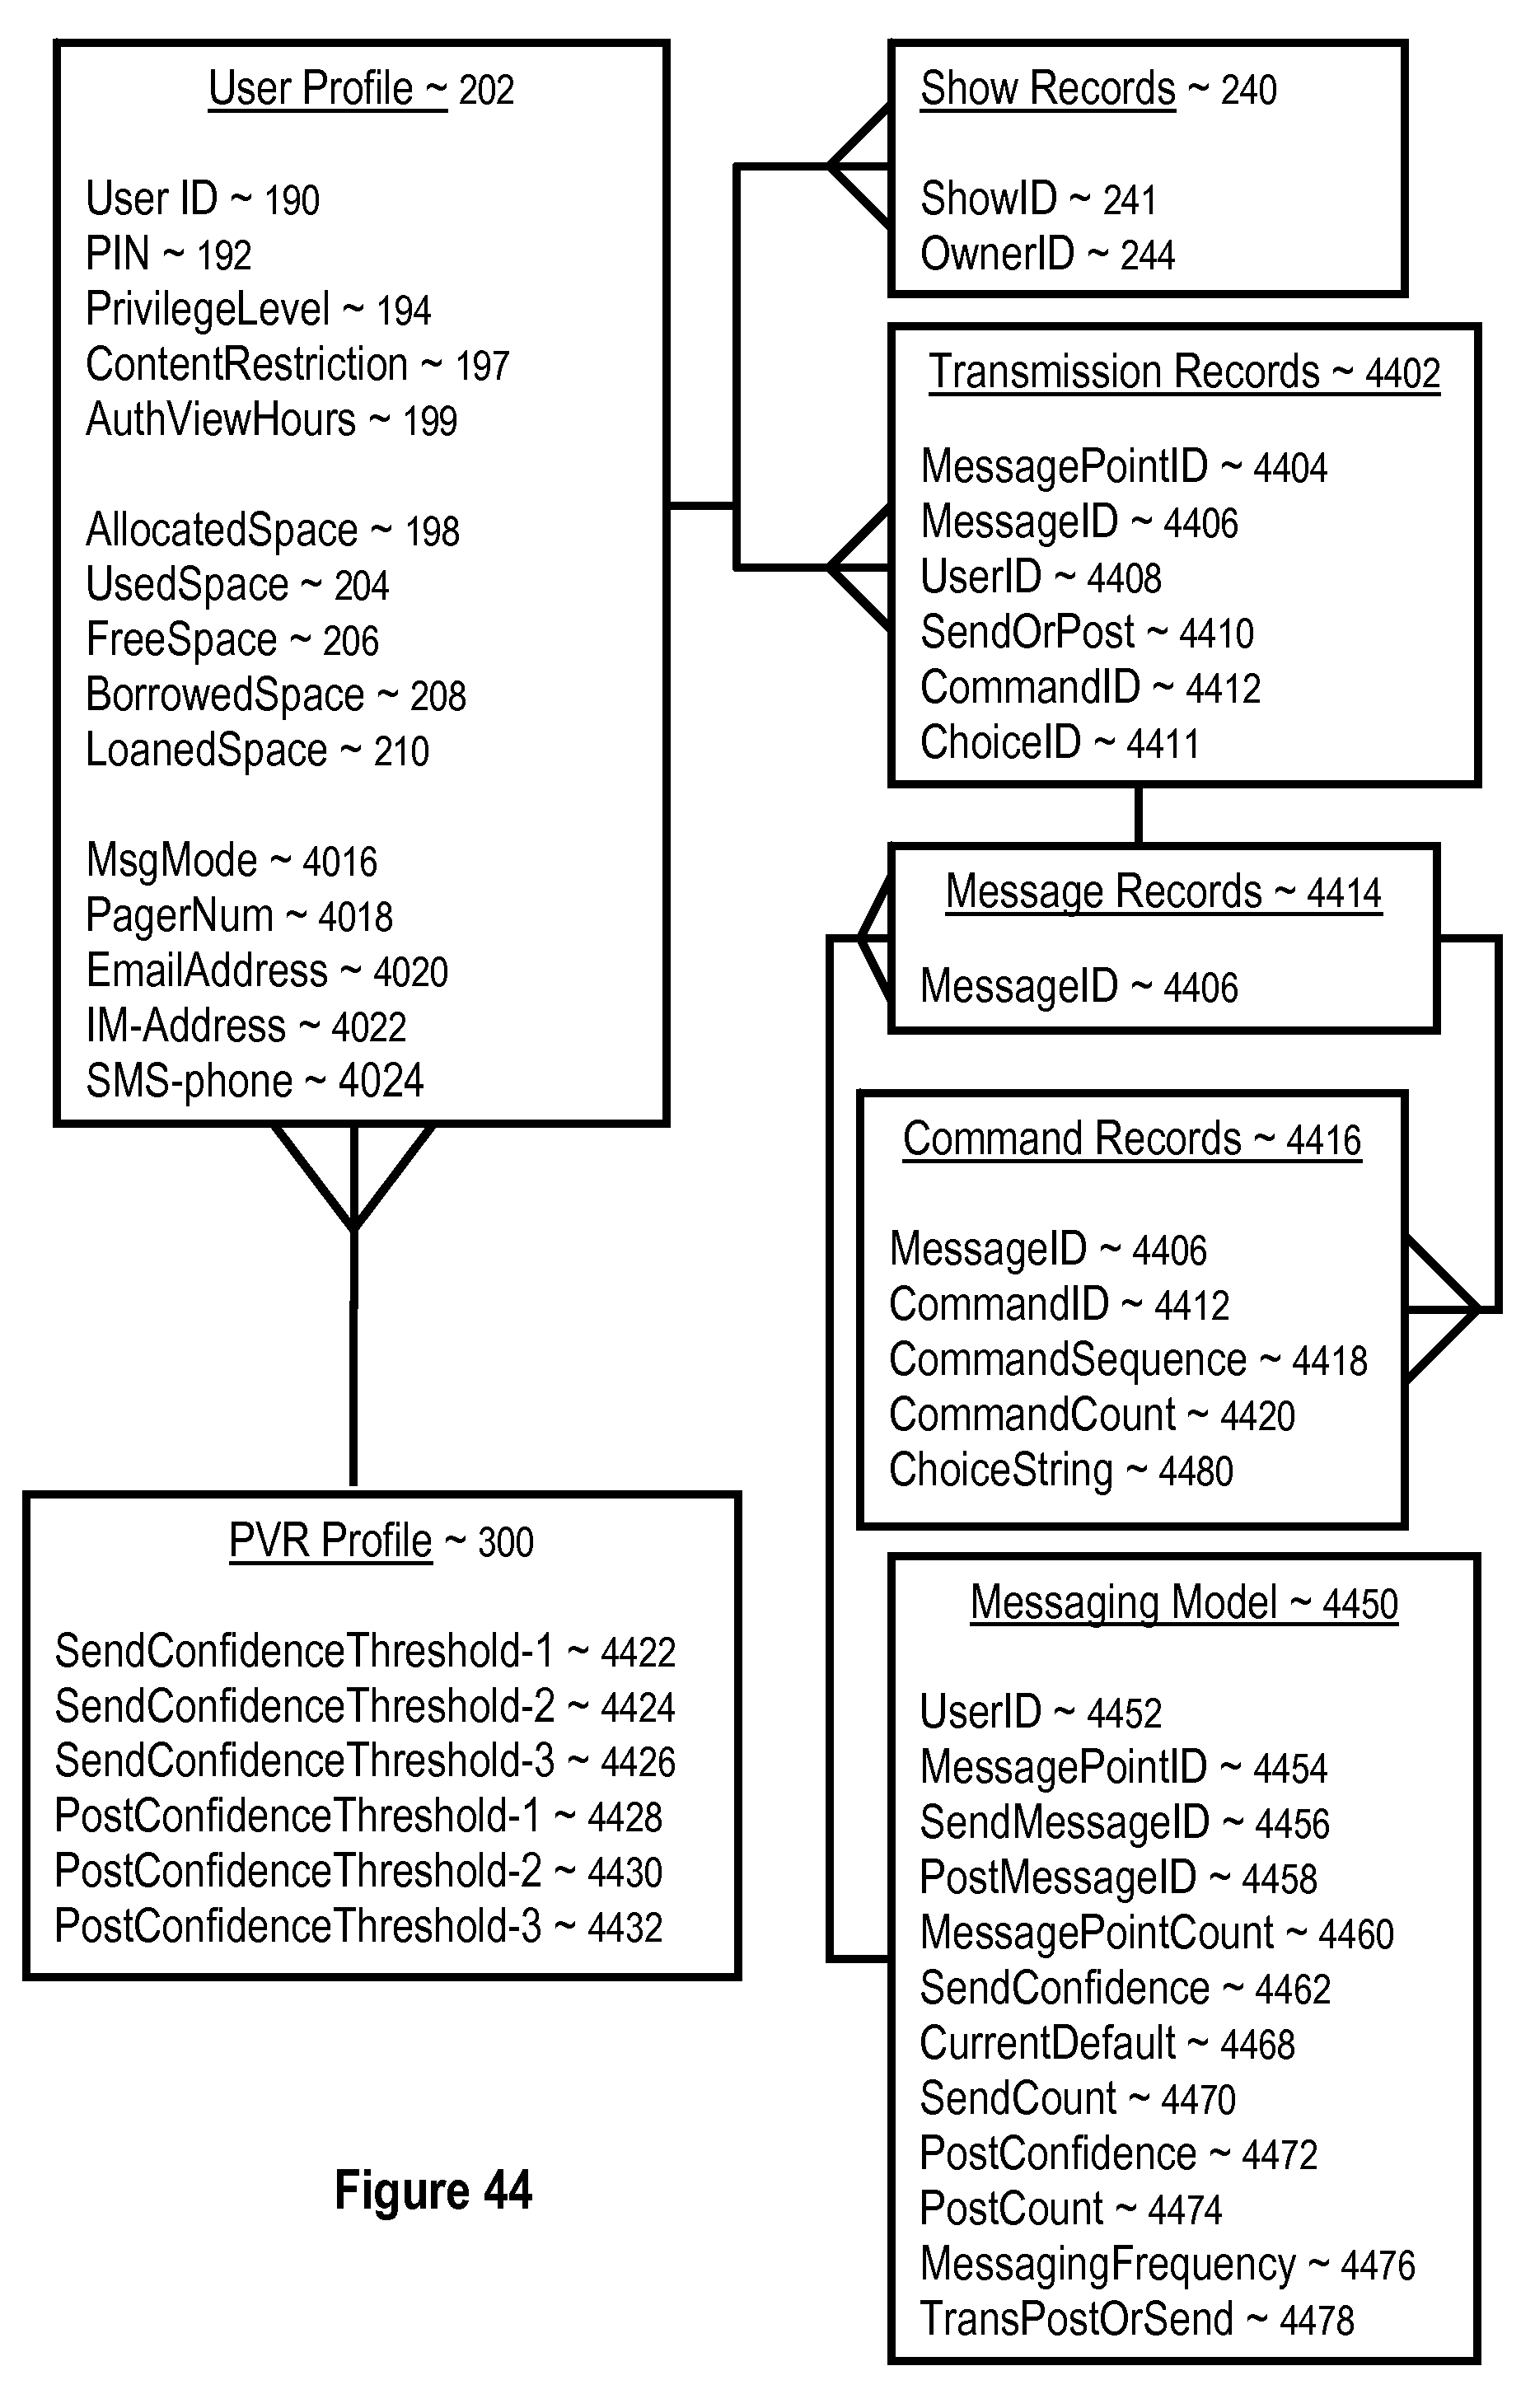 User Profile ~ 202
User ID ~ 190
PIN ~ 192
PrivilegeLevel ~ 194
ContentRestriction ~ 197
AuthViewHours ~ 199
AllocatedSpace ~ 198
UsedSpace ~ 204
FreeSpace ~ 206
BorrowedSpace ~ 208
LoanedSpace ~ 210
MsgMode ~ 4016
PagerNum ~ 4018
EmailAddress ~ 4020
IM-Address ~ 4022
SMS-phone ~ 4024
PVR Profile ~ 300
SendConfidenceThreshold-1 ~ 4422
SendConfidenceThreshold-2 ~ 4424
SendConfidenceThreshold-3 ~ 4426
PostConfidenceThreshold-1 ~ 4428
PostConfidenceThreshold-2 ~ 4430
PostConfidenceThreshold-3 ~ 4432
Show Records ~ 240
ShowID ~ 241
OwnerID ~ 244
Transmission Records ~ 4402
MessagePointID ~ 4404
MessageID ~ 4406
UserID ~ 4408
SendOrPost ~ 4410
CommandID ~ 4412
ChoiceID ~ 4411
Message Records ~ 4414
MessageID ~ 4406
Command Records ~ 4416
MessageID ~ 4406
CommandID ~ 4412
CommandSequence ~ 4418
CommandCount ~ 4420
ChoiceString ~ 4480
Messaging Model ~ 4450
UserID ~ 4452
MessagePointID ~ 4454
SendMessageID ~ 4456
PostMessageID ~ 4458
MessagePointCount ~ 4460
SendConfidence ~ 4462
CurrentDefault ~ 4468
SendCount ~ 4470
PostConfidence ~ 4472
PostCount ~ 4474
MessagingFrequency ~ 4476
TransPostOrSend ~ 4478
Figure 44